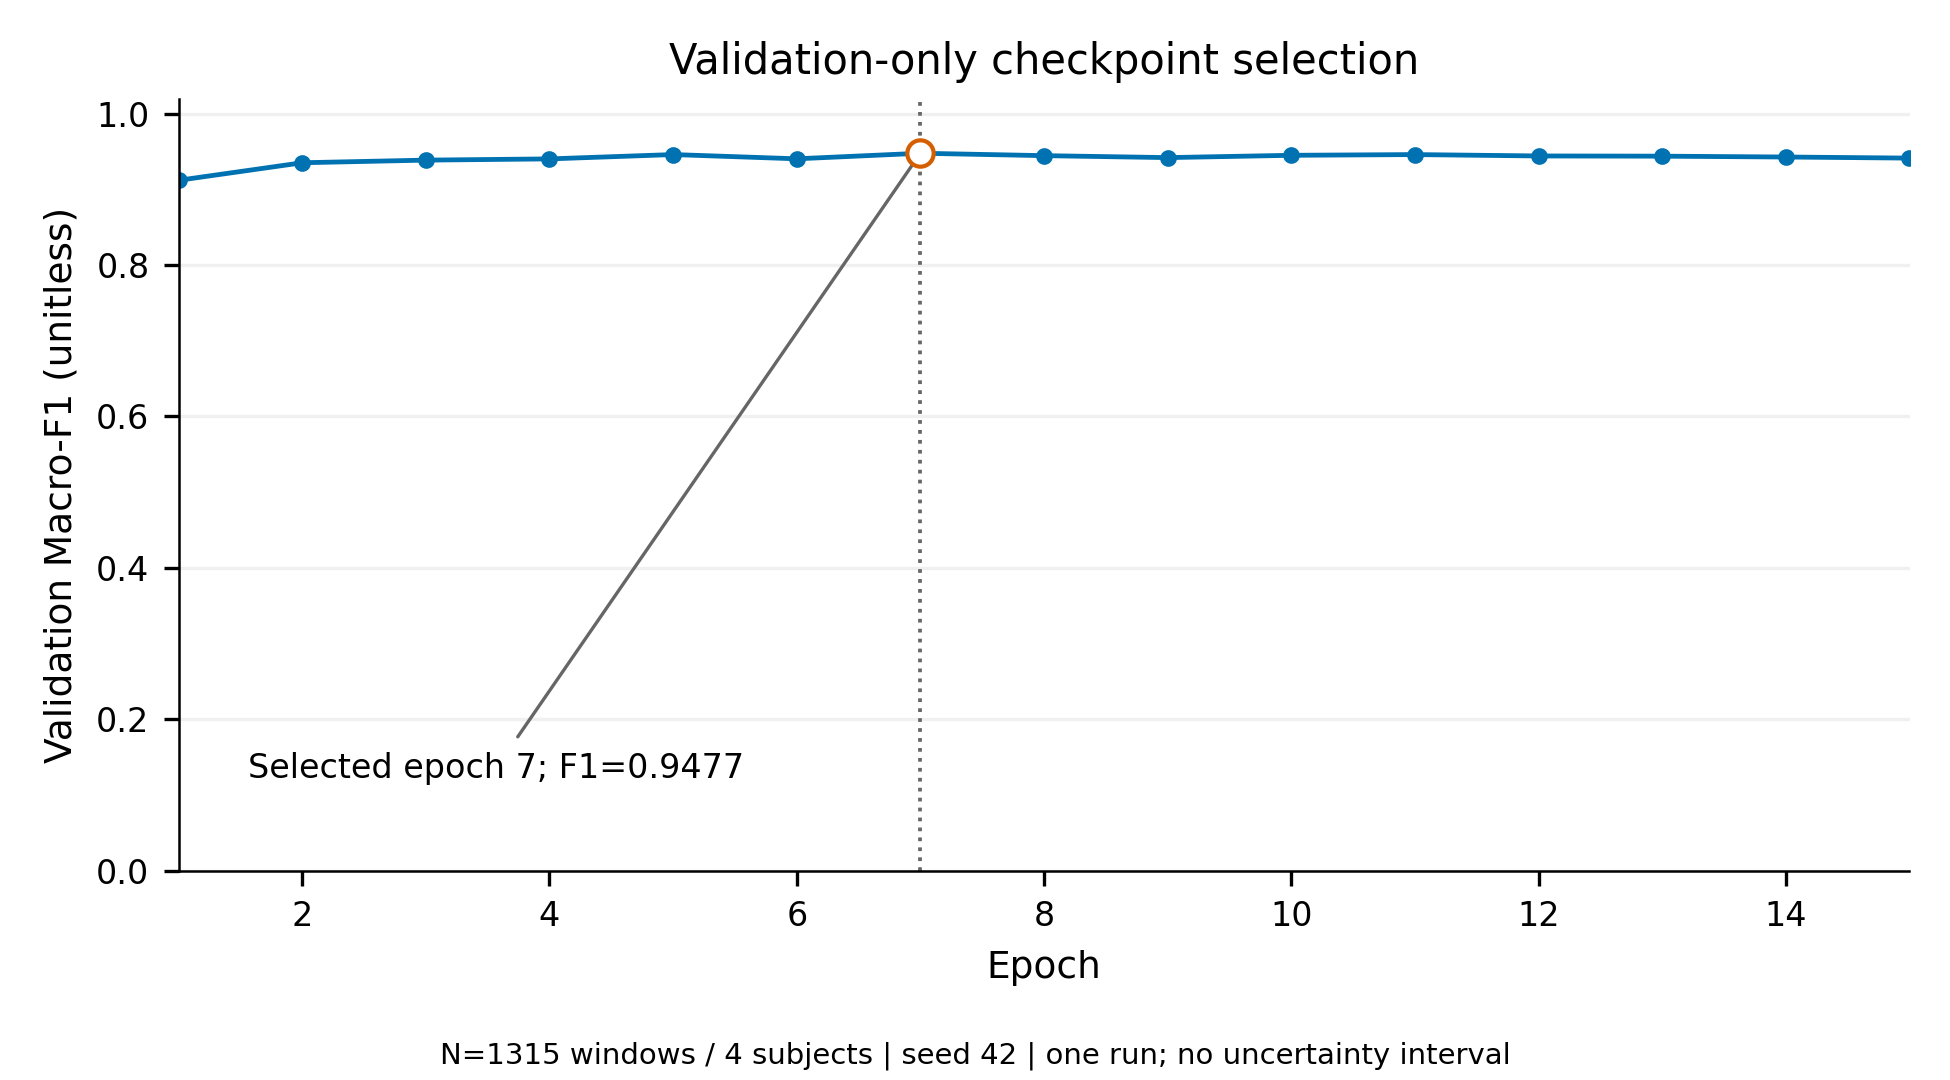 Validation-only checkpoint selection
1.0
0.8
0.6
0.4
0.2
0.0
Validation Macro-F1 (unitless)
Selected epoch 7; F1=0.9477
2 4 6 8 10 12 14
Epoch
N=1315 windows / 4 subjects | seed 42 | one run; no uncertainty interval